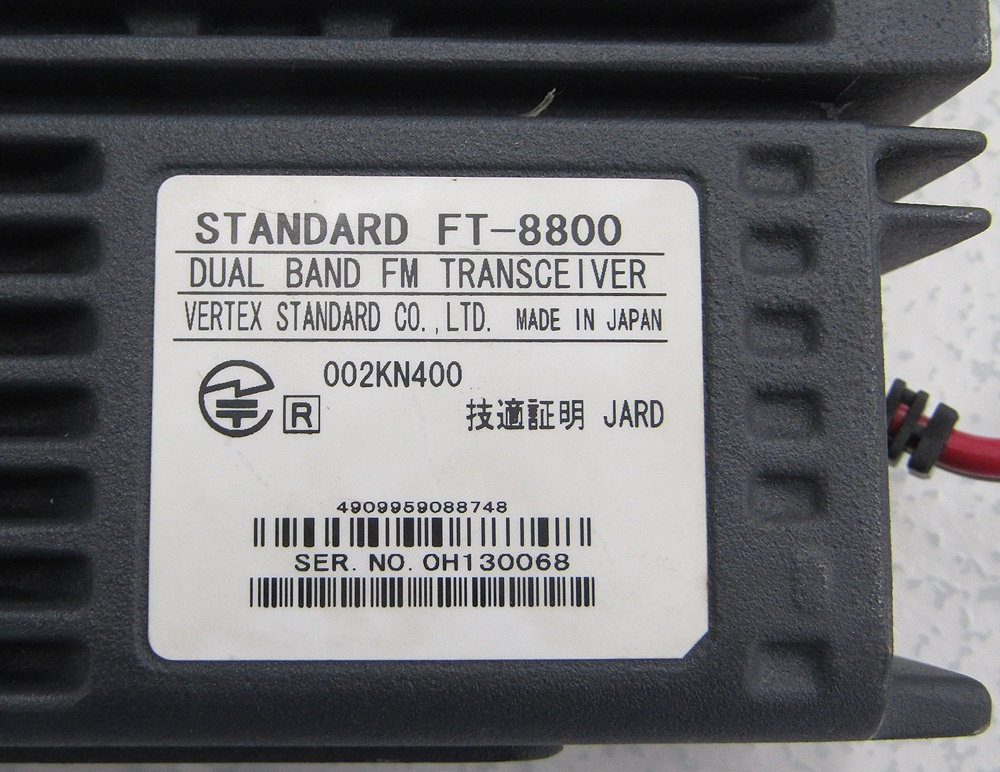 STANDARD FT-8800
DUAL BAND FM TRANSCEIVER
VERTEX STANDARD CO.,LTD. MADE IN JAPAN
R 002KN400
技適証明 JARD
4909959088748
SER. NO. 0H130068